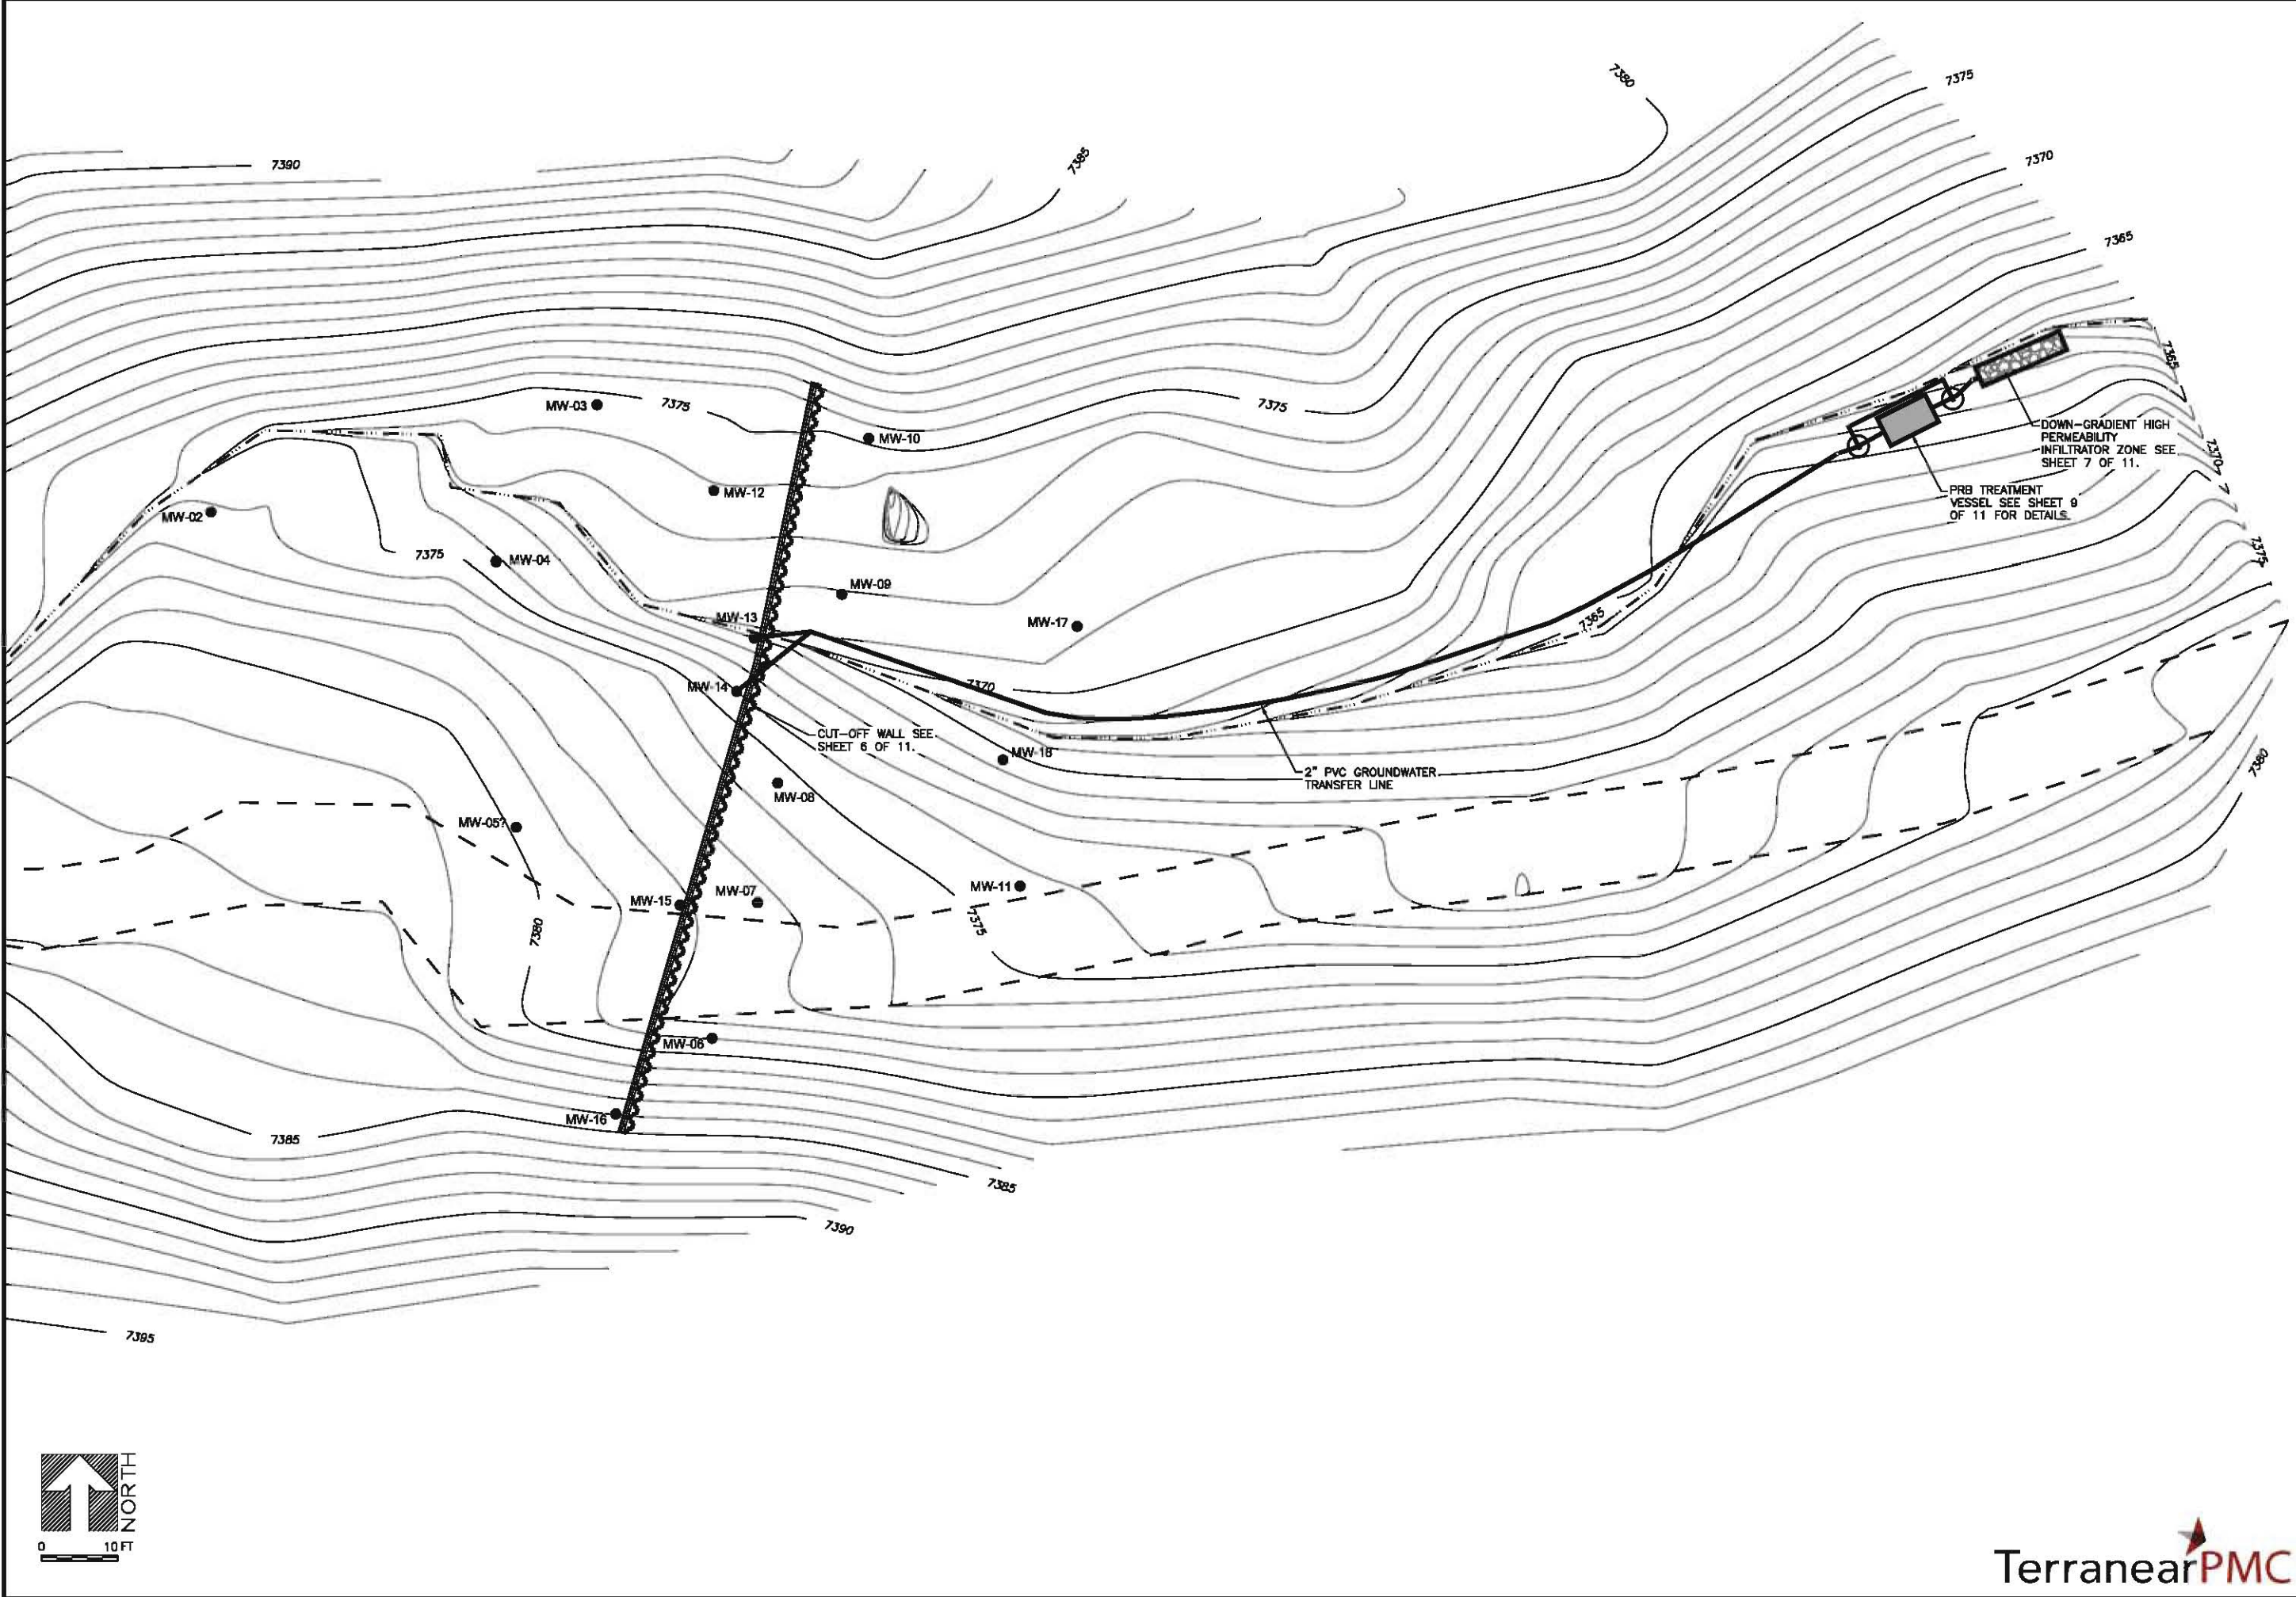 7380
7375
7370
7365
7390
7385
7365
MW-03
7375
7375
MW-10
DOWN-GRADIENT HIGH
PERMEABILITY
INFILTRATOR ZONE SEE
SHEET 7 OF 11.
7370
MW-12
PRB TREATMENT
VESSEL SEE SHEET 9
OF 11 FOR DETAILS.
MW-02
7375
MW-04
7375
MW-09
MW-13
MW-17
7365
MW-14
7370
CUT-OFF WALL SEE
SHEET 6 OF 11.
MW-18
7380
2" PVC GROUNDWATER
TRANSFER LINE
MW-08
MW-05?
MW-11
MW-07
MW-15
7380
7375
MW-06
MW-16
7385
7385
7390
7395
NORTH
0 10 FT
TerranearPMC